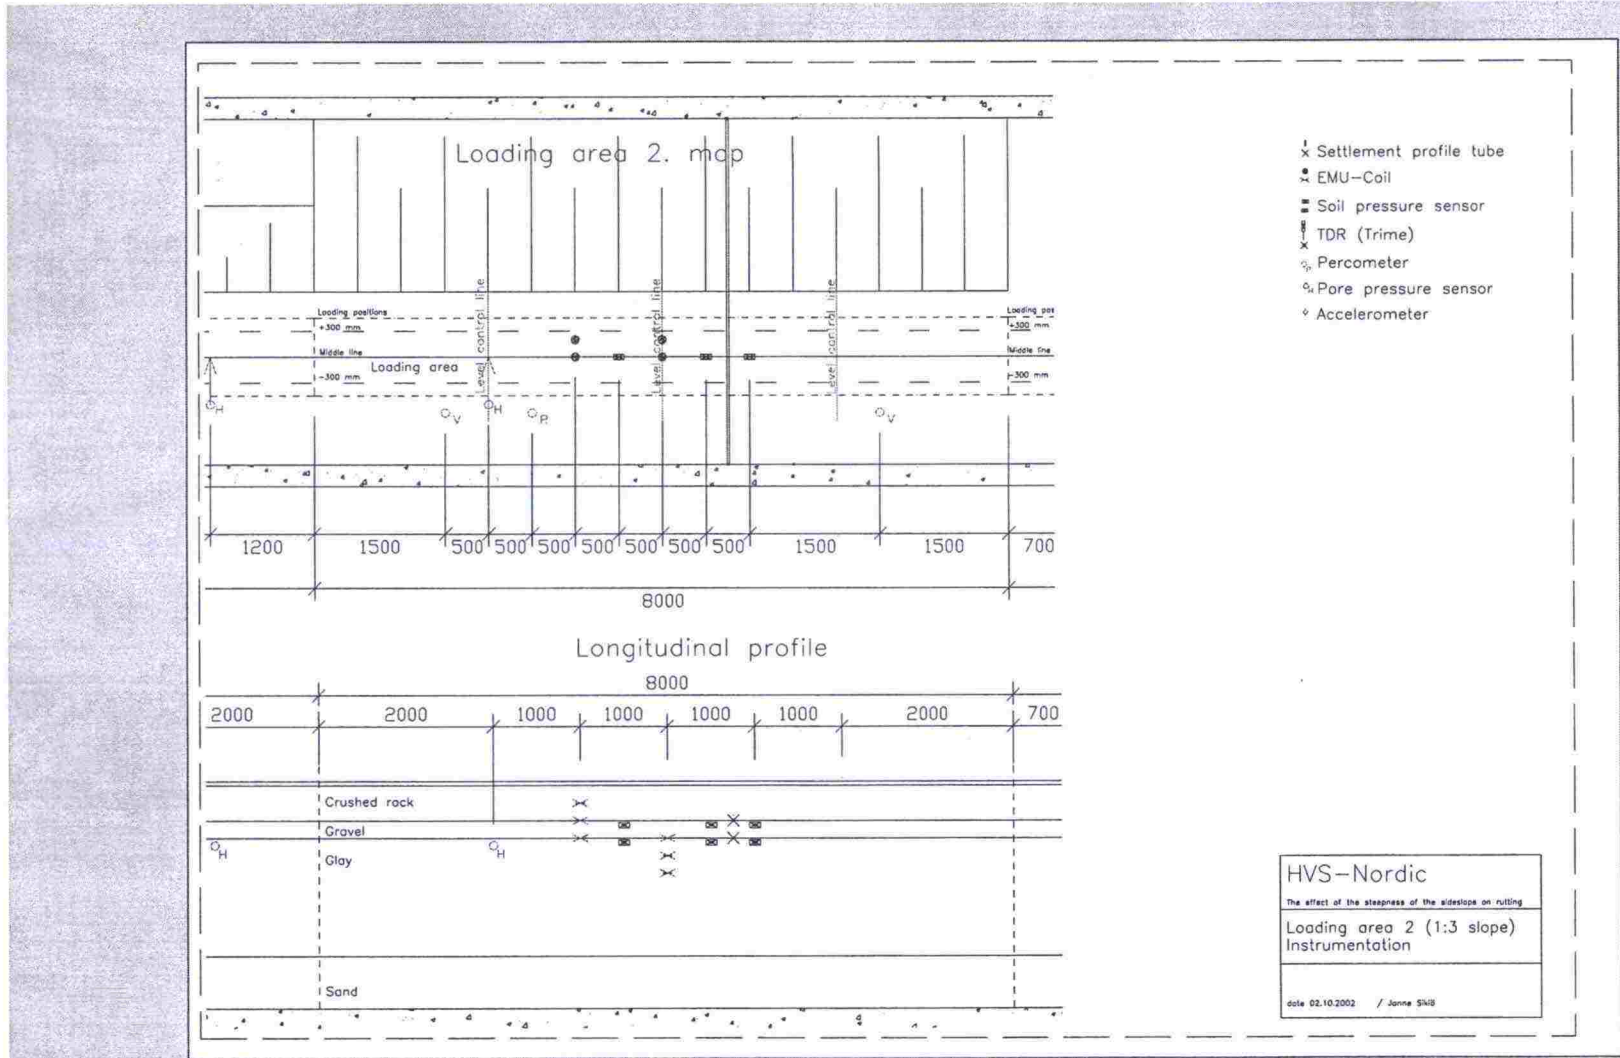 Loading area 2. map
Settlement profile tube
EMU-Coil
Soil pressure sensor
TDR (Trime)
Percometer
Pore pressure sensor
Accelerometer
Level control line
Level control line
Level control line
Loading positions
+300 mm
Middle line
Loading area
-300 mm
Loading pos
+300 mm
Middle line
-300 mm
H
V
H
P
V
1200 1500 500 500 500 500 500 500 500 1500 1500 700
8000
Longitudinal profile
8000
2000 2000 1000 1000 1000 1000 2000 700
Crushed rock
Gravel
H
H
Glay
Sand
HVS-Nordic
The effect of the steapness of the sideslope on rutting
Loading area 2 (1:3 slope)
Instrumentation
date 02.10.2002 / Janne